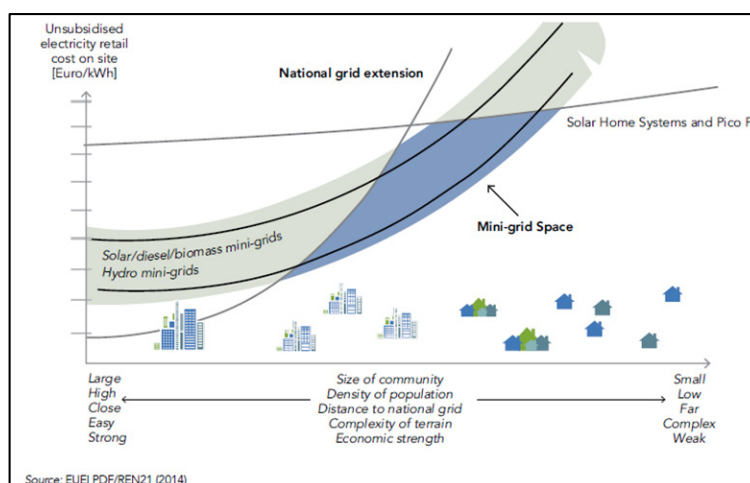 Unsubsidised
electricity retail
cost on site
[Euro/kWh]
National grid extension
Solar Home Systems and Pico P
Mini-grid Space
Solar/diesel/biomass mini-grids
Hydro mini-grids
Large
High
Close
Easy
Strong
Size of community
Density of population
Distance to national grid
Complexity of terrain
Economic strength
Small
Low
Far
Complex
Weak
Source: EUEI PDF/REN21 (2014)